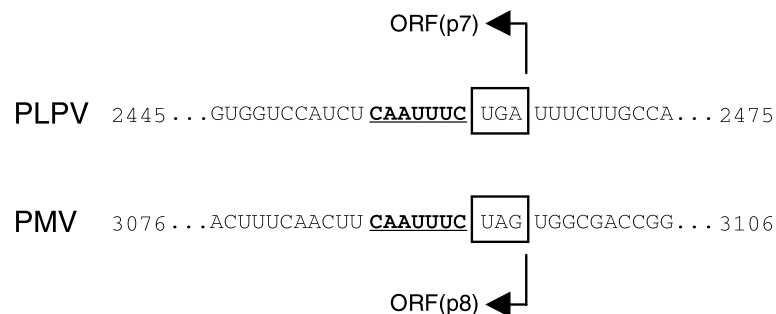 ORF(p7)
PLPV 2445...GUGGUCCAUCU CAAUUUC UGA UUUCUUGCCA...2475
PMV 3076...ACUUUCAACUU CAAUUUC UAG UGGCGACCGG...3106
ORF(p8)